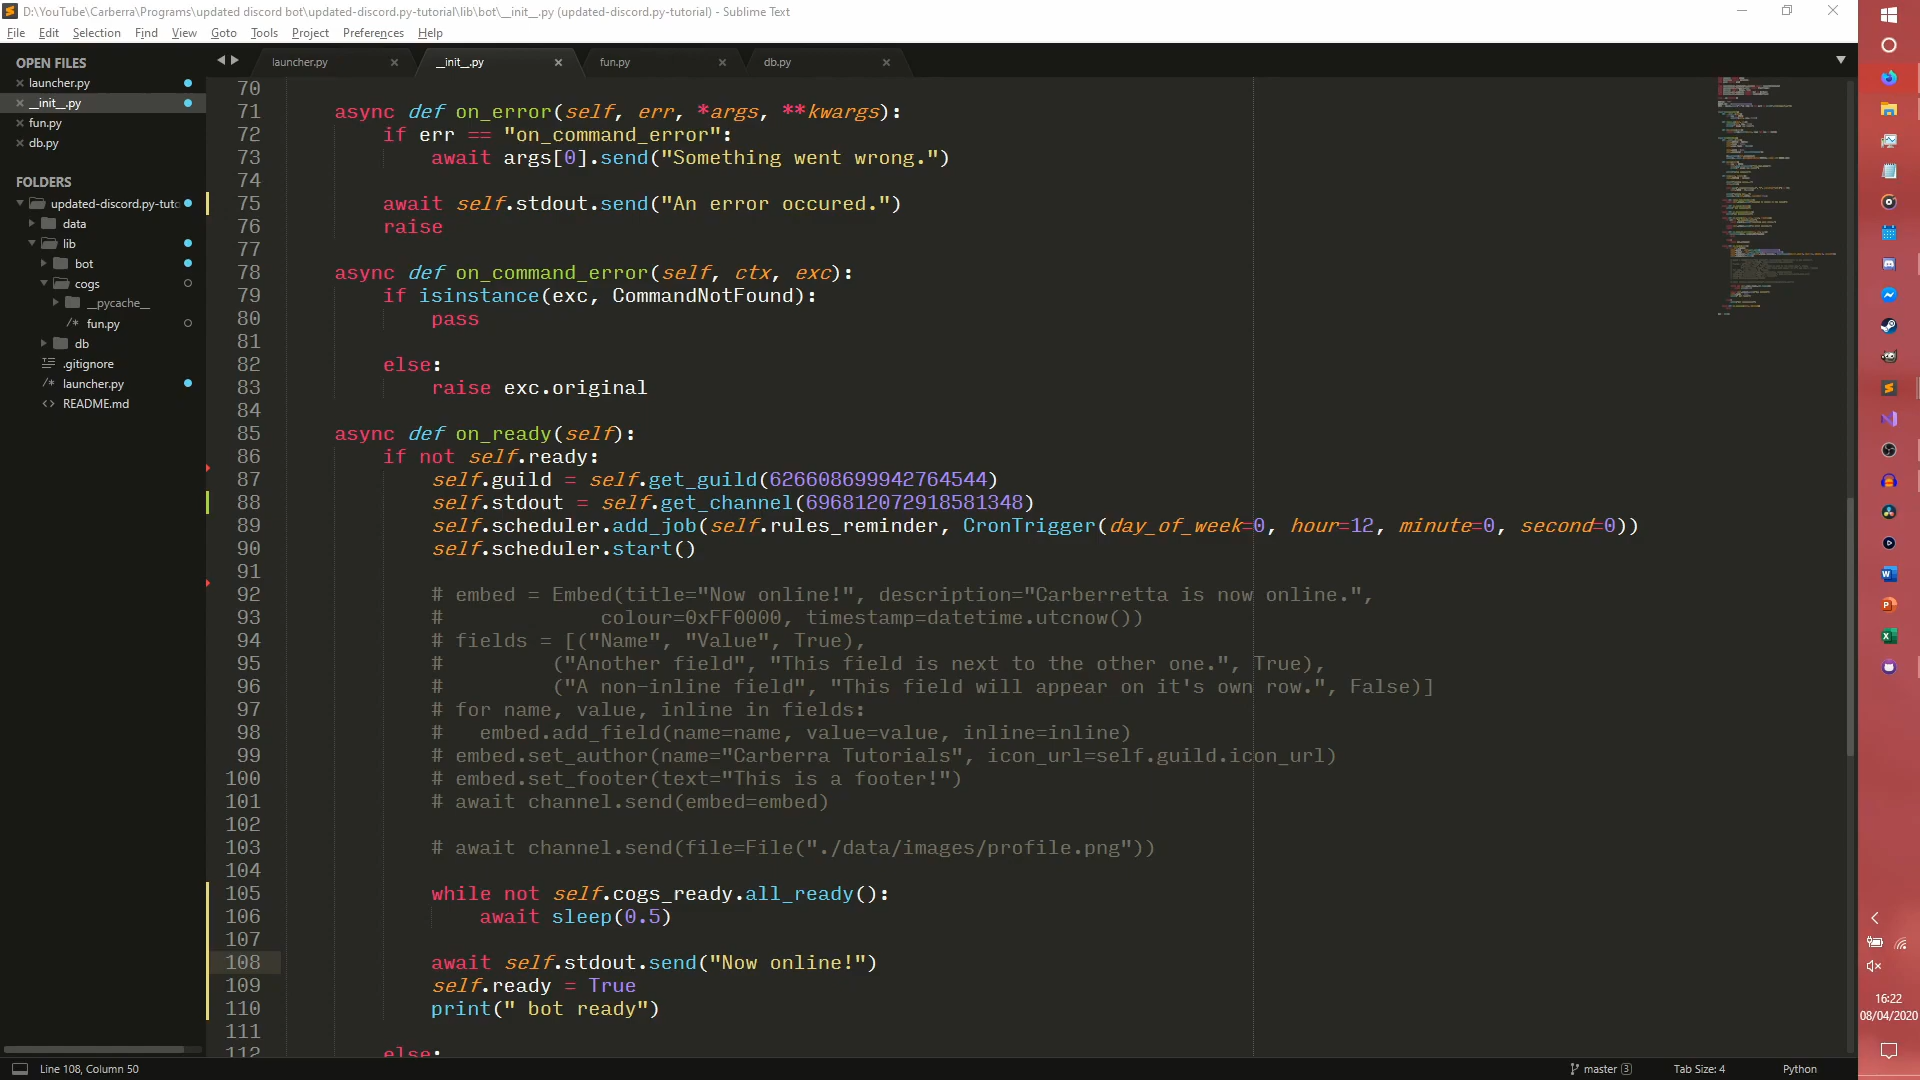 D:\YouTube\Carberra\Programs\updated discord bot\updated-discord.py-tutorial\lib\bot\__init__.py (updated-discord.py-tutorial) - Sublime Text
File Edit Selection Find View Goto Tools Project Preferences Help
OPEN FILES
launcher.py
__init__.py
fun.py
db.py
FOLDERS
updated-discord.py-tuto
data
lib
bot
cogs
__pycache__
fun.py
db
.gitignore
launcher.py
README.md
launcher.py __init__.py fun.py db.py
70
71 async def on_error(self, err, *args, **kwargs):
72 if err == "on_command_error":
73 await args[0].send("Something went wrong.")
74
75 await self.stdout.send("An error occured.")
76 raise
77
78 async def on_command_error(self, ctx, exc):
79 if isinstance(exc, CommandNotFound):
80 pass
81
82 else:
83 raise exc.original
84
85 async def on_ready(self):
86 if not self.ready:
87 self.guild = self.get_guild(626608699942764544)
88 self.stdout = self.get_channel(696812072918581348)
89 self.scheduler.add_job(self.rules_reminder, CronTrigger(day_of_week=0, hour=12, minute=0, second=0))
90 self.scheduler.start()
91
92 # embed = Embed(title="Now online!", description="Carberretta is now online.",
93 # colour=0xFF0000, timestamp=datetime.utcnow())
94 # fields = [("Name", "Value", True),
95 # ("Another field", "This field is next to the other one.", True),
96 # ("A non-inline field", "This field will appear on it's own row.", False)]
97 # for name, value, inline in fields:
98 # embed.add_field(name=name, value=value, inline=inline)
99 # embed.set_author(name="Carberra Tutorials", icon_url=self.guild.icon_url)
100 # embed.set_footer(text="This is a footer!")
101 # await channel.send(embed=embed)
102
103 # await channel.send(file=File("./data/images/profile.png"))
104
105 while not self.cogs_ready.all_ready():
106 await sleep(0.5)
107
108 await self.stdout.send("Now online!")
109 self.ready = True
110 print(" bot ready")
111
112 else:
Line 108, Column 50
master 3 Tab Size: 4 Python
16:22
08/04/2020